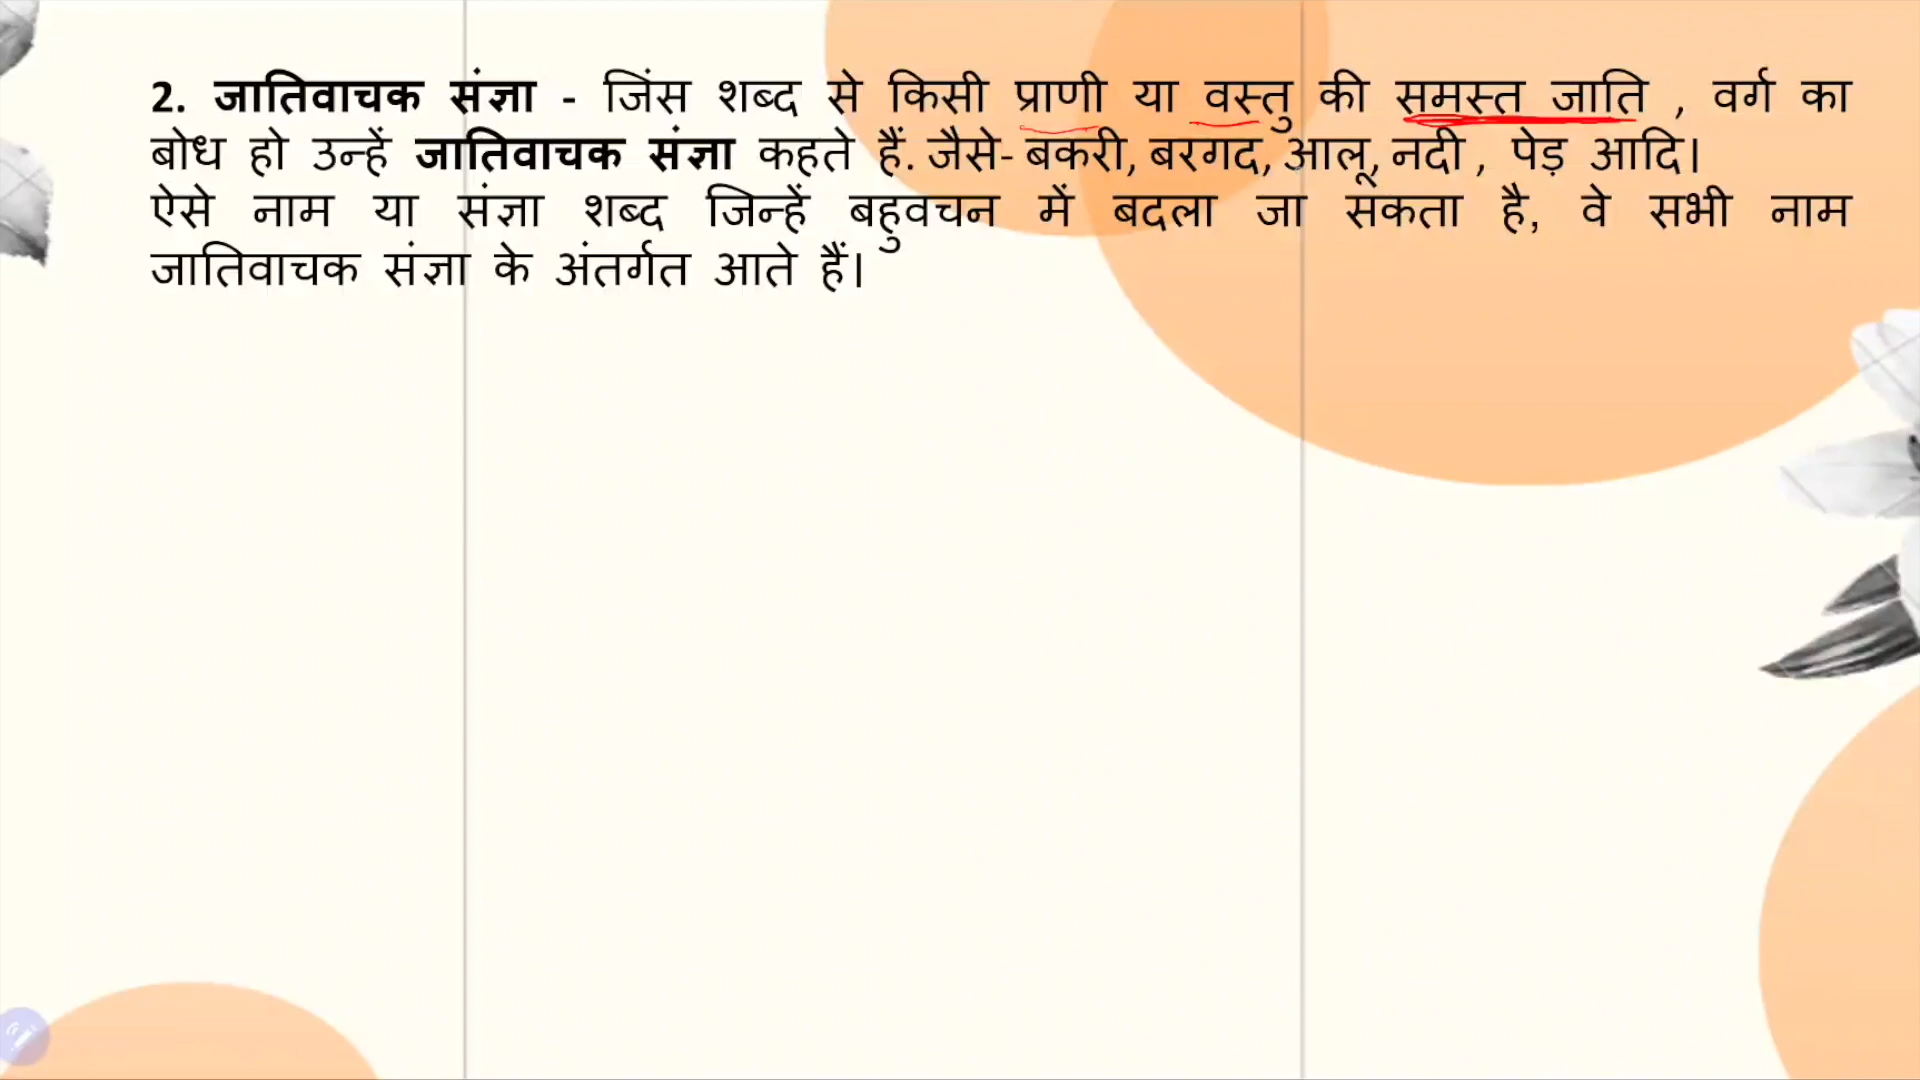 2. जातिवाचक संज्ञा - जिंस शब्द से किसी प्राणी या वस्तु की समस्त जाति , वर्ग का
बोध हो उन्हें जातिवाचक संज्ञा कहते हैं. जैसे- बकरी, बरगद, आलू, नदी , पेड़ आदि।
ऐसे नाम या संज्ञा शब्द जिन्हें बहुवचन में बदला जा सकता है, वे सभी नाम
जातिवाचक संज्ञा के अंतर्गत आते हैं।